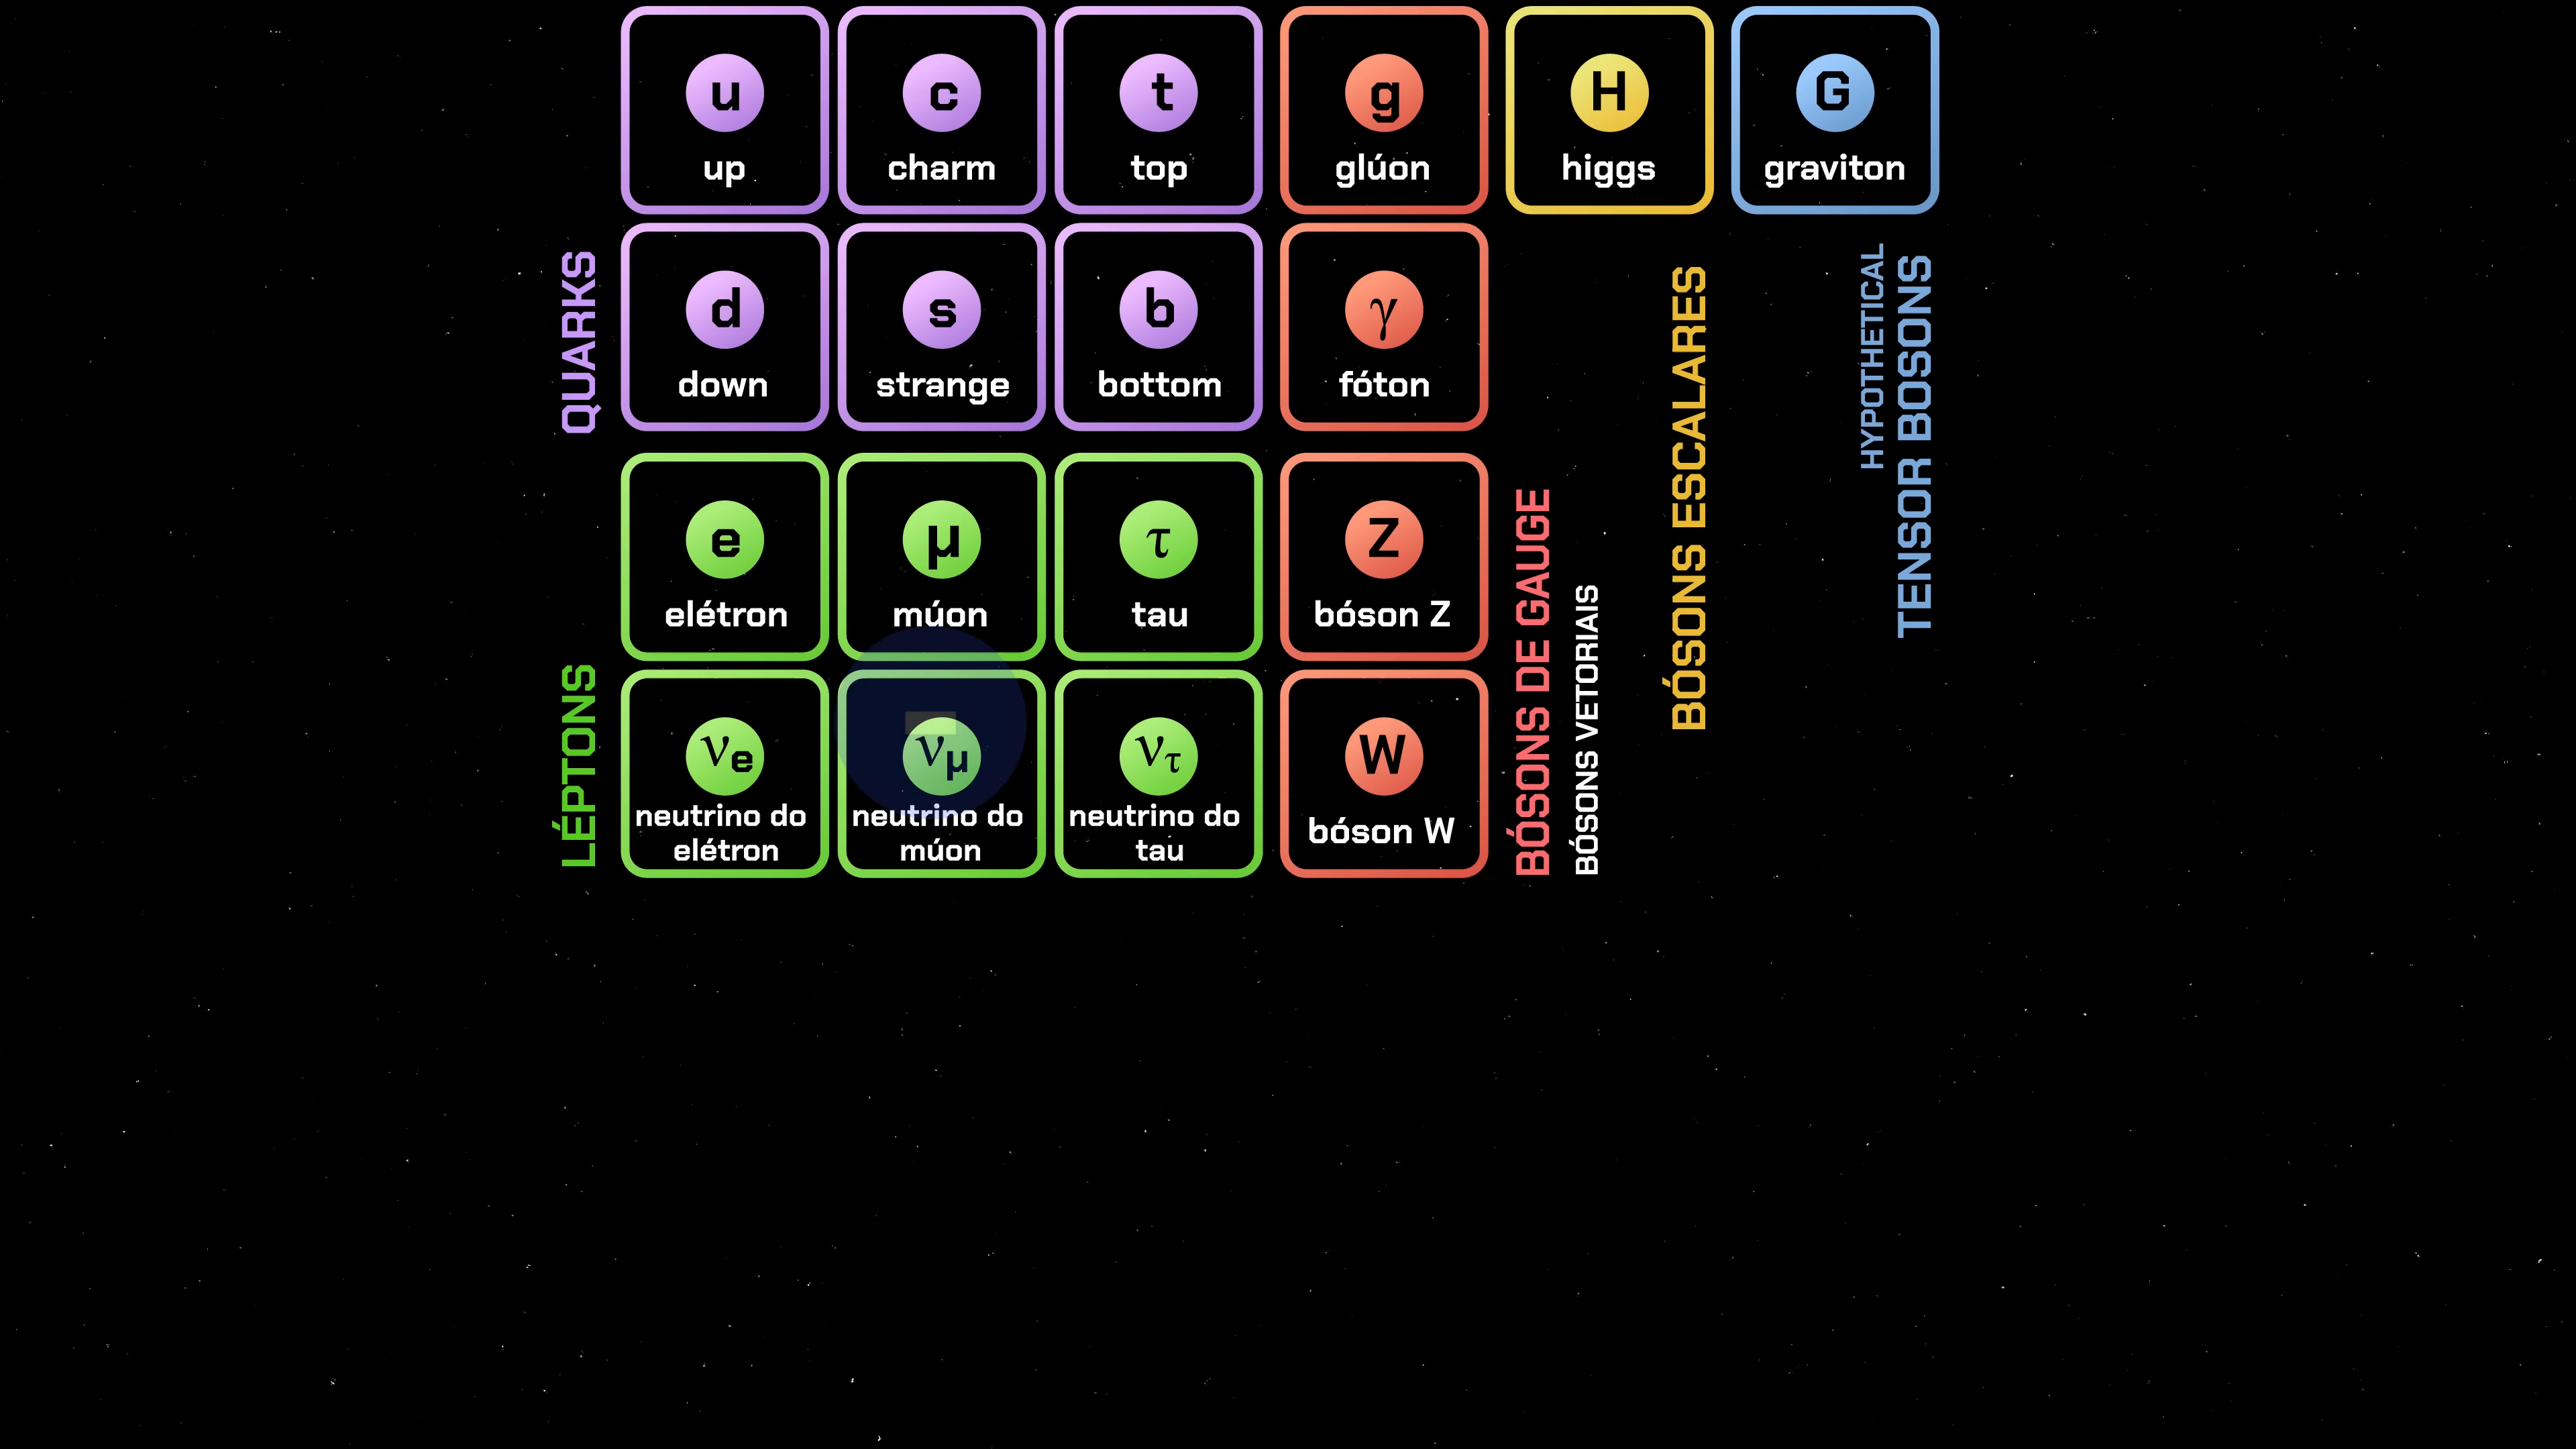 u
up
c
charm
t
top
g
glúon
H
higgs
G
graviton
QUARKS
d
down
s
strange
b
bottom
γ
fóton
e
elétron
μ
múon
τ
tau
Z
bóson Z
LÉPTONS
νe
neutrino do
elétron
νμ
neutrino do
múon
ντ
neutrino do
tau
W
bóson W
BÓSONS DE GAUGE
BÓSONS VETORIAIS
BÓSONS ESCALARES
HYPOTHETICAL
TENSOR BOSONS